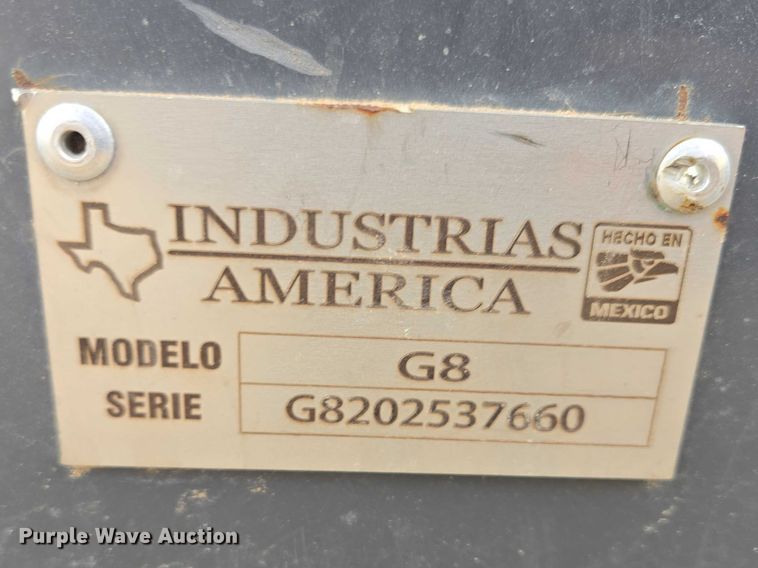 INDUSTRIAS
AMERICA
HECHO EN
MEXICO
MODELO G8
SERIE G8202537660
Purple Wave Auction